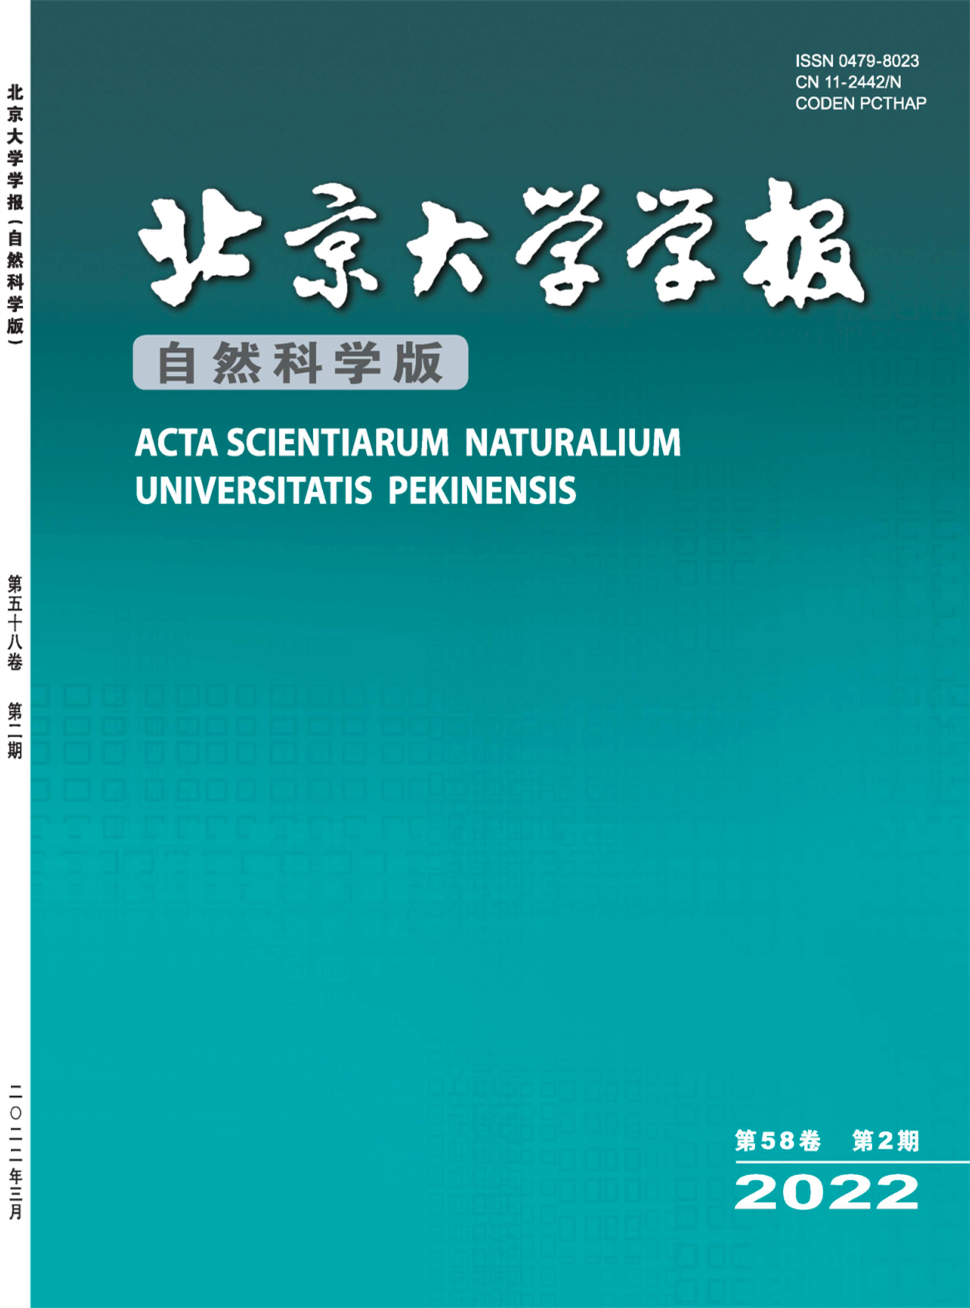 北京大学学报(自然科学版)
第五十八卷 第二期
二〇二二年三月
ISSN 0479-8023
CN 11-2442/N
CODEN PCTHAP
北京大学学报
自然科学版
ACTA SCIENTIARUM NATURALIUM
UNIVERSITATIS PEKINENSIS
第58卷 第2期
2022